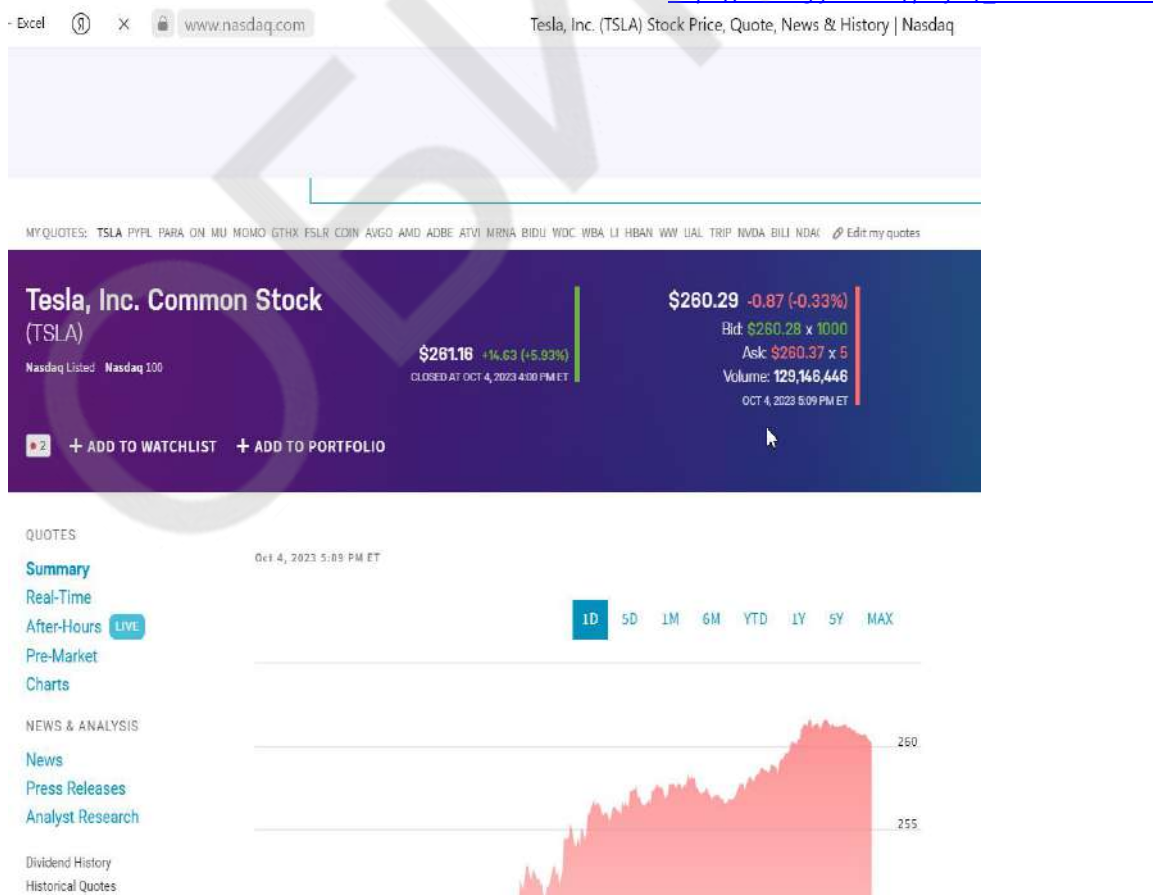 - Excel Я × www.nasdaq.com Tesla, Inc. (TSLA) Stock Price, Quote, News & History | Nasdaq
MY QUOTES: TSLA PYPL PARA ON MU MOMO GTHX FSLR COIN AVGO AMD ADBE ATVI MRNA BIDU WDC WBA LI HBAN WW UAL TRIP NVDA BILI Edit my quotes
Tesla, Inc. Common Stock
(TSLA)
Nasdaq Listed Nasdaq 100
$261.16 +14.63 (+5.93%)
CLOSED AT OCT 4, 2023 4:00 PM ET
$260.29 -0.87 (-0.33%)
Bid: $260.28 x 1000
Ask: $260.37 x 5
Volume: 129,146,446
OCT 4, 2023 5:09 PM ET
2 + ADD TO WATCHLIST + ADD TO PORTFOLIO
QUOTES
Summary
Real-Time
After-Hours LIVE
Pre-Market
Charts
NEWS & ANALYSIS
News
Press Releases
Analyst Research
Dividend History
Historical Quotes
Oct 4, 2023 5:09 PM ET
1D 5D 1M 6M YTD 1Y 5Y MAX
260
255